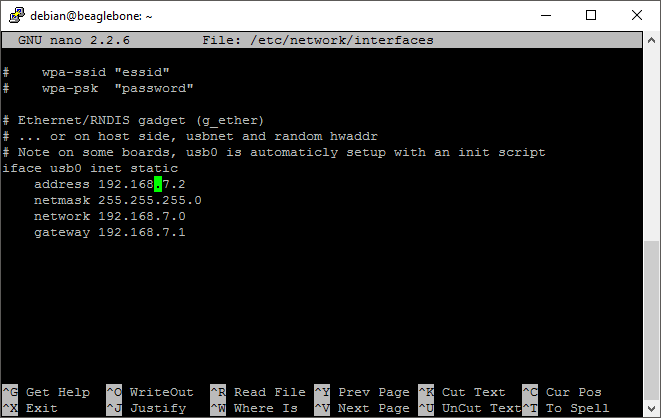 debian@beaglebone: ~
GNU nano 2.2.6 File: /etc/network/interfaces
# wpa-ssid "essid"
# wpa-psk "password"
# Ethernet/RNDIS gadget (g_ether)
# ... or on host side, usbnet and random hwaddr
# Note on some boards, usb0 is automaticly setup with an init script
iface usb0 inet static
address 192.168.7.2
netmask 255.255.255.0
network 192.168.7.0
gateway 192.168.7.1
^G Get Help ^O WriteOut ^R Read File ^Y Prev Page ^K Cut Text ^C Cur Pos
^X Exit ^J Justify ^W Where Is ^V Next Page ^U UnCut Text ^T To Spell